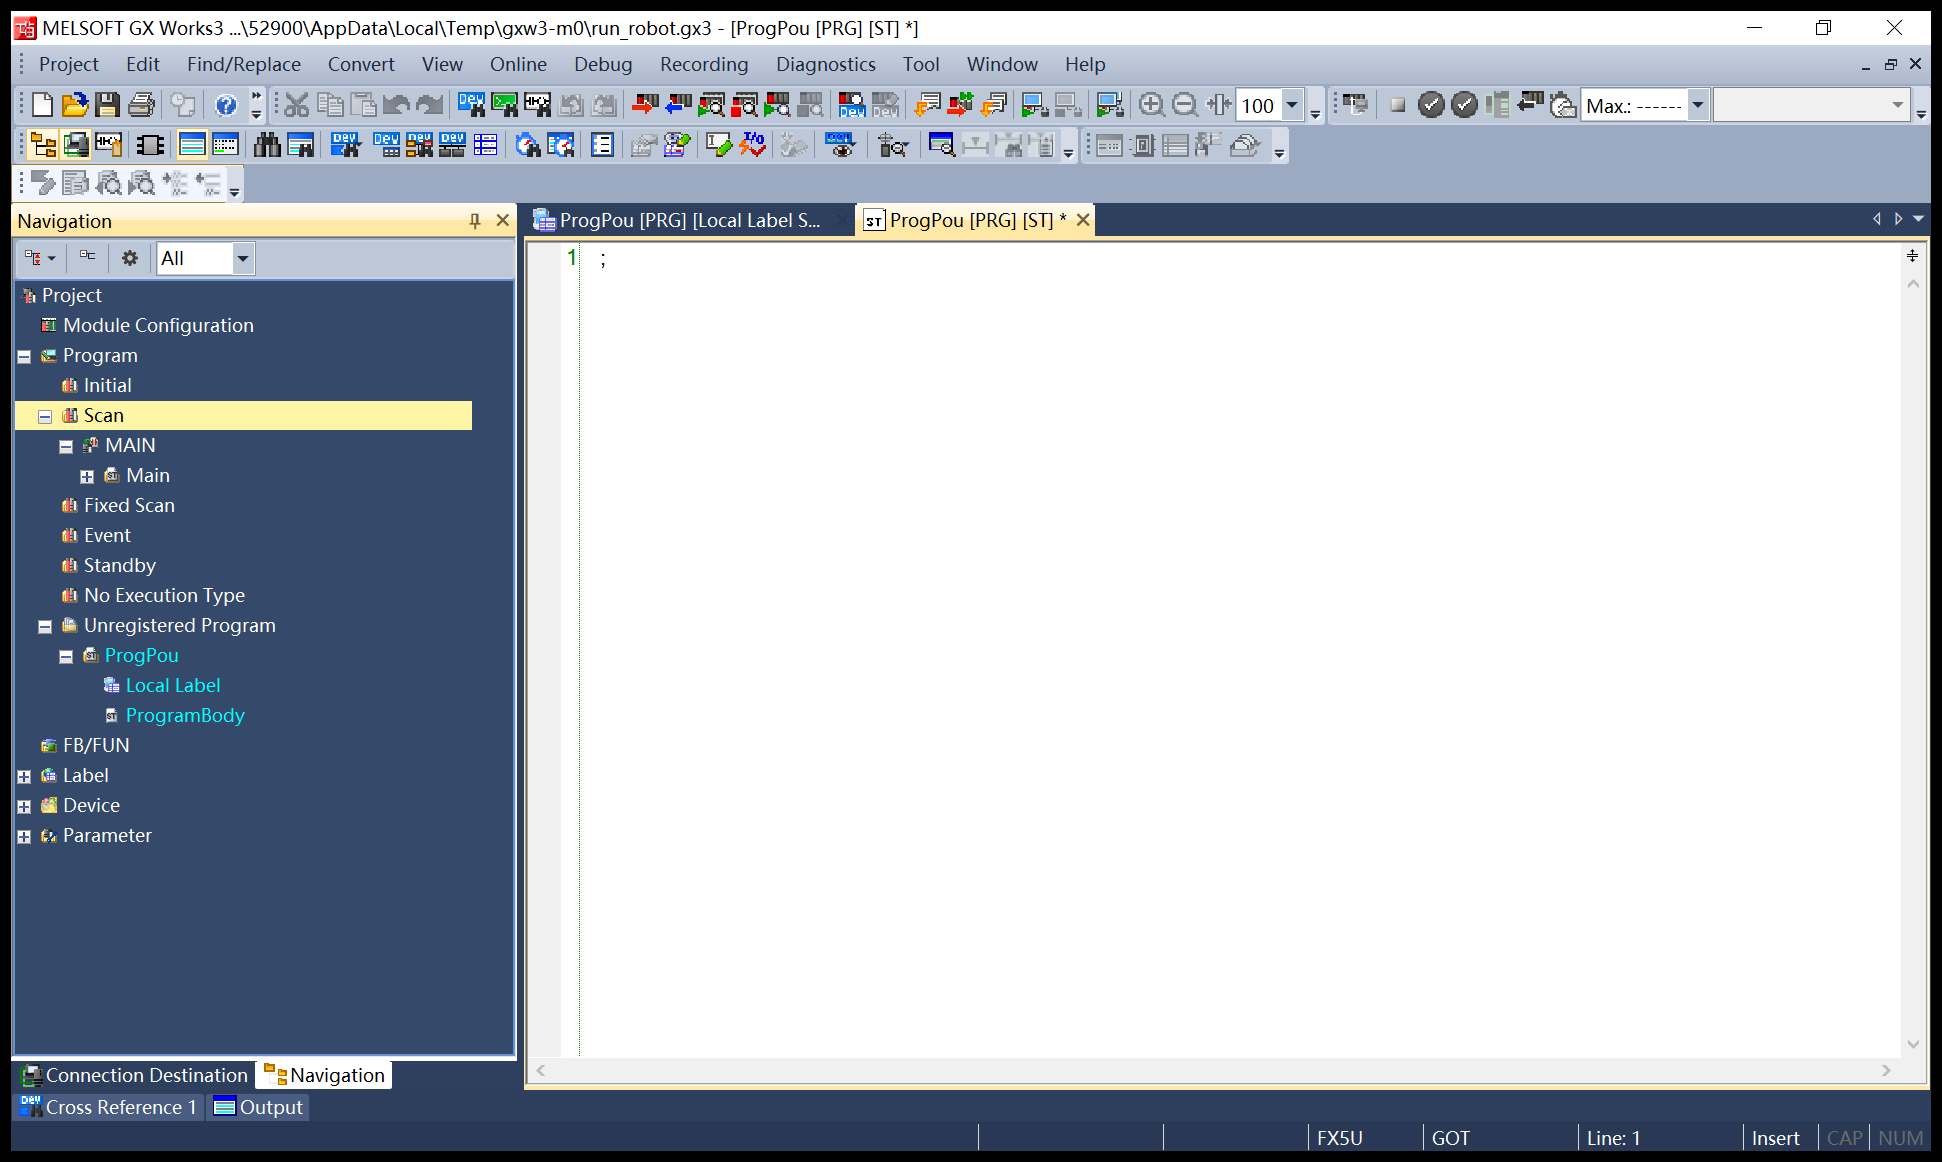 MELSOFT GX Works3 ...\52900\AppData\Local\Temp\gxw3-m0\run_robot.gx3 - [ProgPou [PRG] [ST] *]
Project Edit Find/Replace Convert View Online Debug Recording Diagnostics Tool Window Help
100 Max.: ------
Navigation
All
Project
Module Configuration
Program
Initial
Scan
MAIN
Main
Fixed Scan
Event
Standby
No Execution Type
Unregistered Program
ProgPou
Local Label
ProgramBody
FB/FUN
Label
Device
Parameter
Connection Destination Navigation
Cross Reference 1 Output
ProgPou [PRG] [Local Label S... ProgPou [PRG] [ST] *
1 ;
FX5U GOT Line: 1 Insert CAP NUM